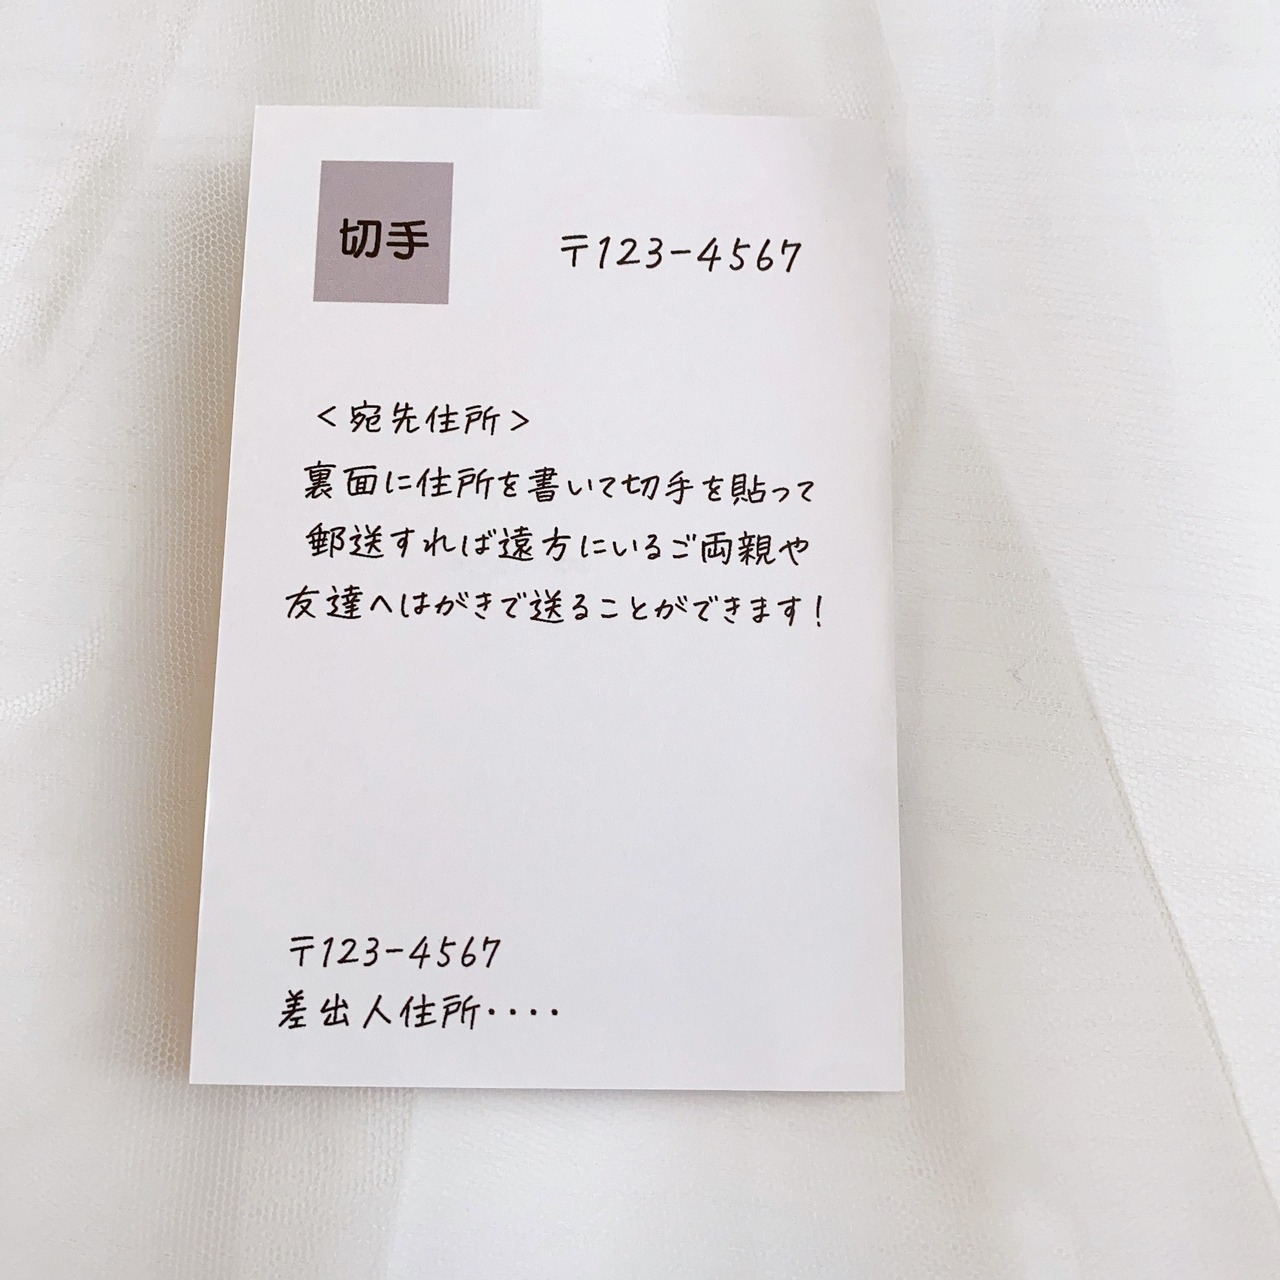 切手
〒123-4567
<宛先住所>
裏面に住所を書いて切手を貼って
郵送すれば遠方にいるご両親や
友達へはがきで送ることができます!
〒123-4567
差出人住所････